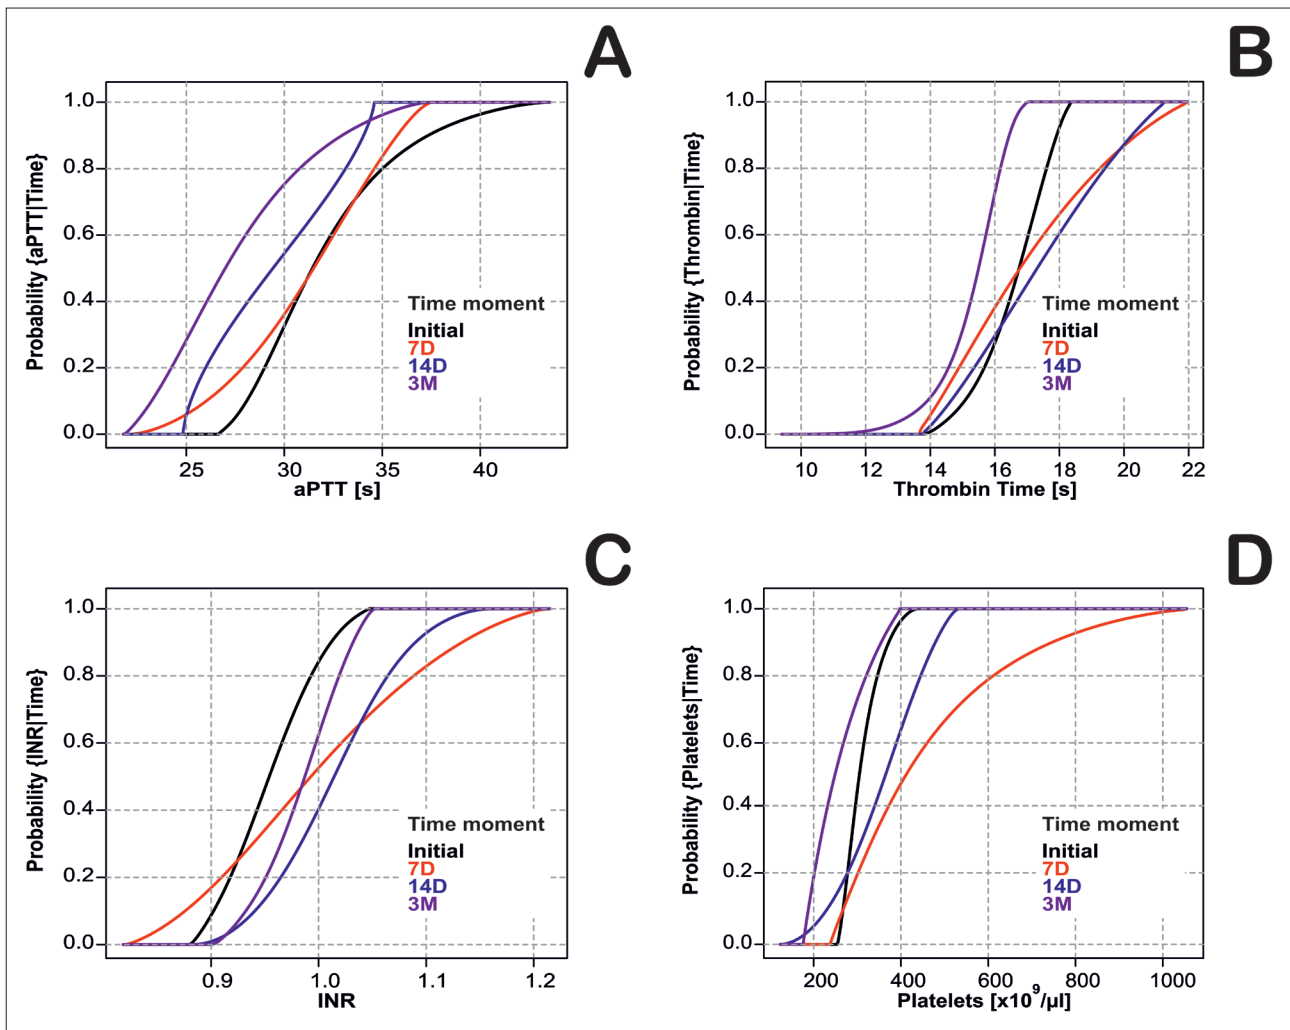 A
Probability {aPTT|Time}
1.0
0.8
0.6
0.4
0.2
0.0
Time moment
Initial
7D
14D
3M
25 30 35 40
aPTT [s]
B
Probability {Thrombin|Time}
1.0
0.8
0.6
0.4
0.2
0.0
Time moment
Initial
7D
14D
3M
10 12 14 16 18 20 22
Thrombin Time [s]
C
Probability {INR|Time}
1.0
0.8
0.6
0.4
0.2
0.0
Time moment
Initial
7D
14D
3M
0.9 1.0 1.1 1.2
INR
D
Probability {Platelets|Time}
1.0
0.8
0.6
0.4
0.2
0.0
Time moment
Initial
7D
14D
3M
200 400 600 800 1000
Platelets [x10⁹/µl]